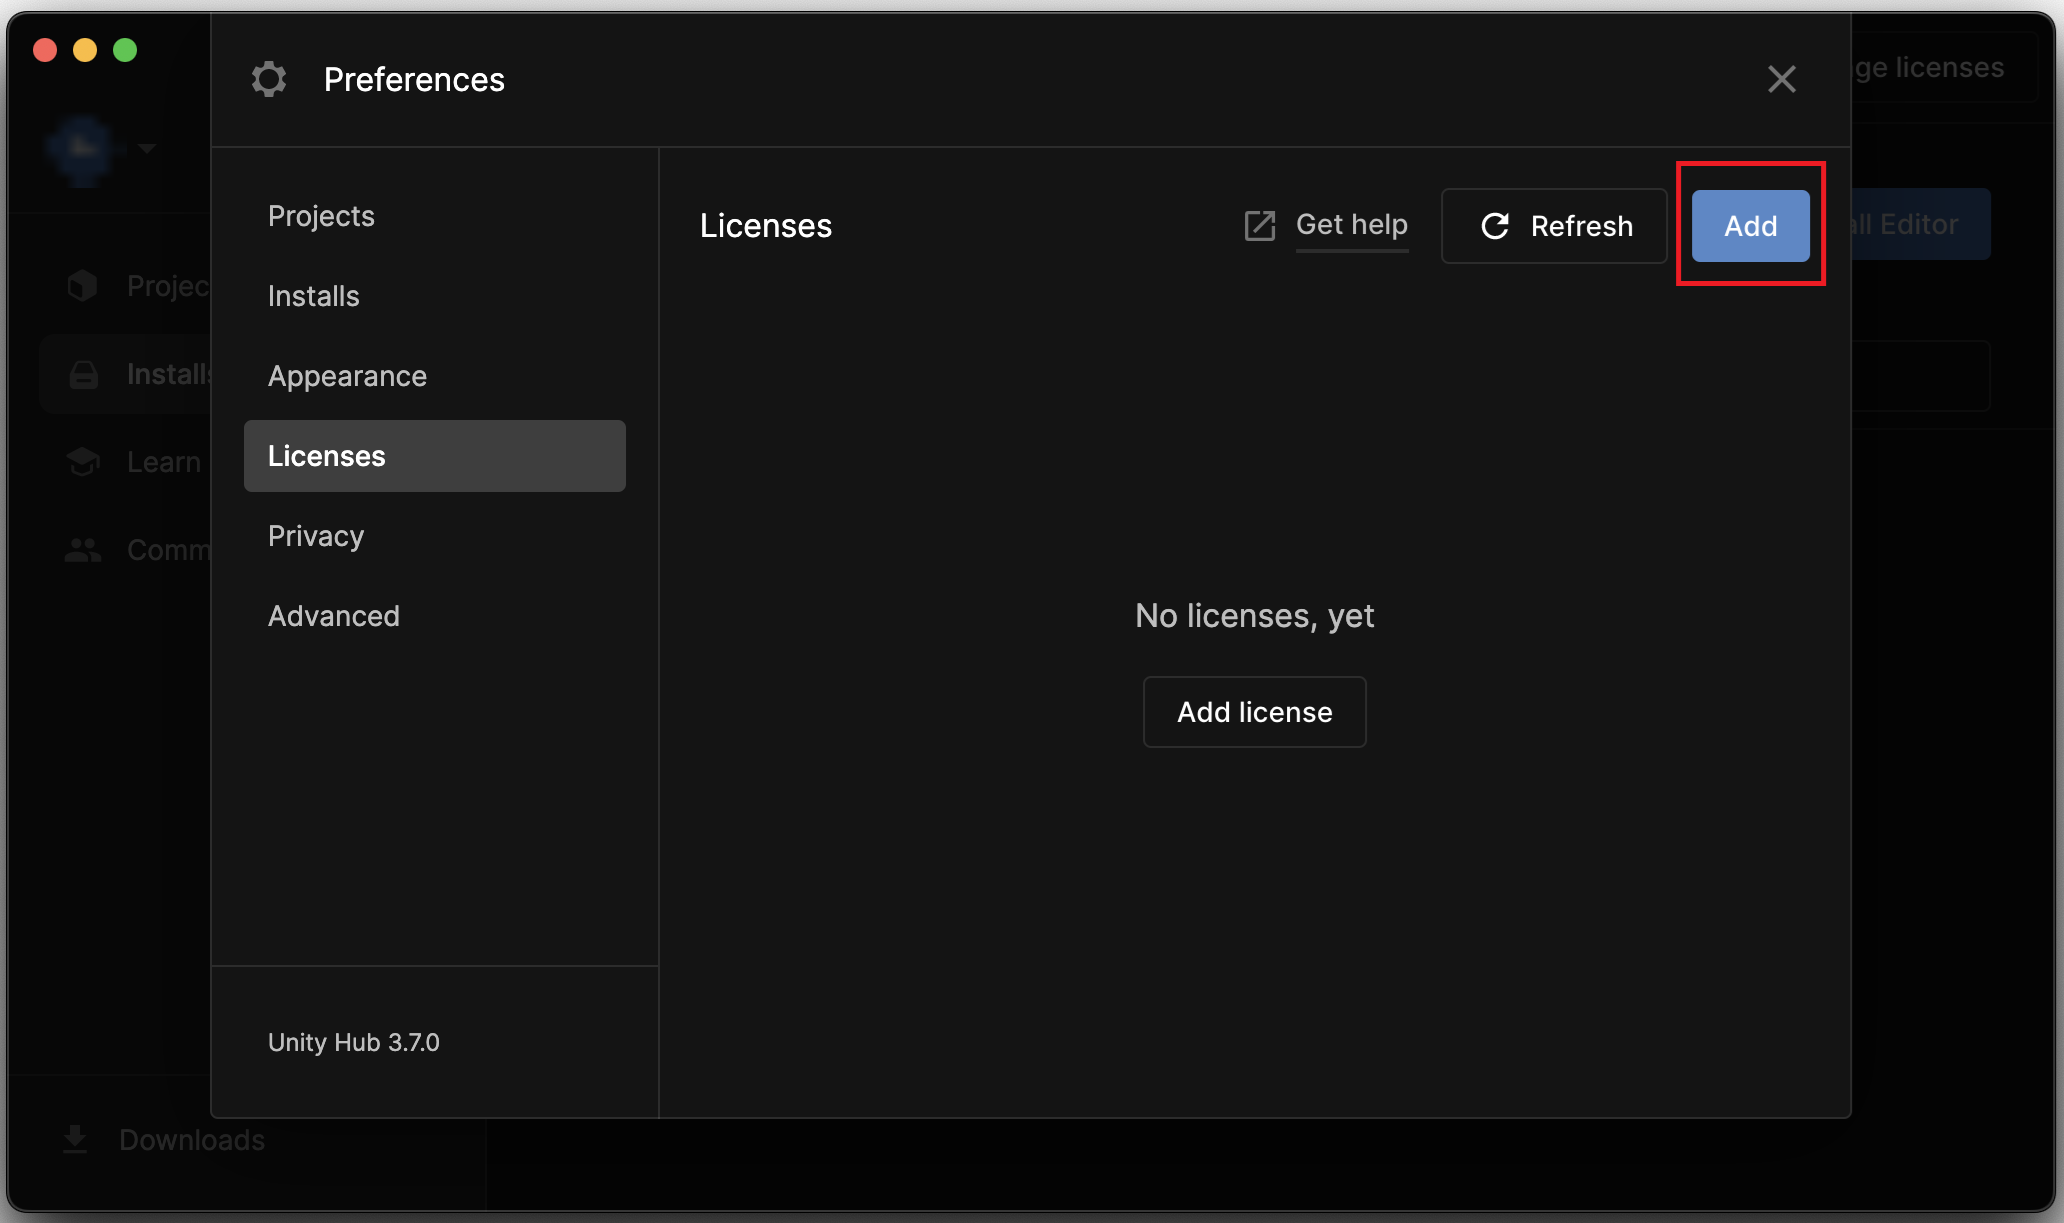 Preferences
ge licenses
Projects
Licenses
Get help
Refresh
Add
all Editor
Installs
Projec
Appearance
Installs
Licenses
Learn
Privacy
Comm
Advanced
No licenses, yet
Add license
Unity Hub 3.7.0
Downloads